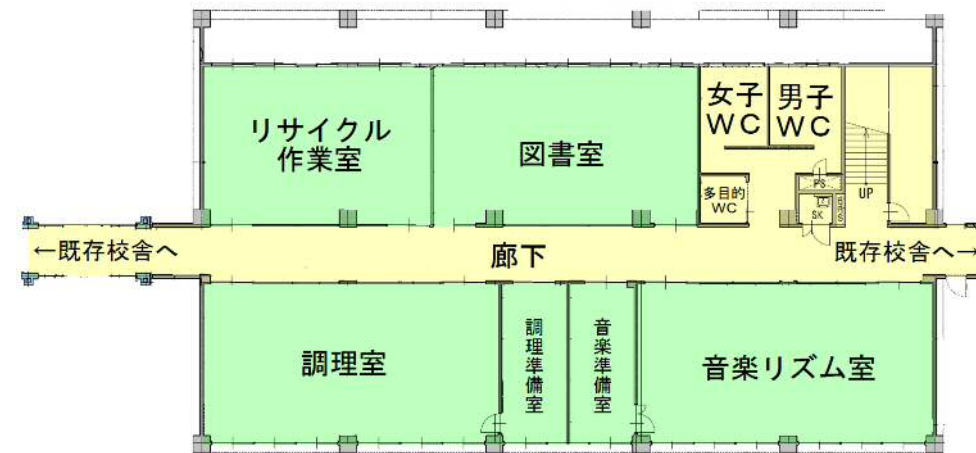 リサイクル
作業室
図書室
女子
ＷＣ
男子
ＷＣ
多目的
WC
PS
SK
UP
←既存校舎へ
廊下
既存校舎へ→
調理室
調理準備室
音楽準備室
音楽リズム室